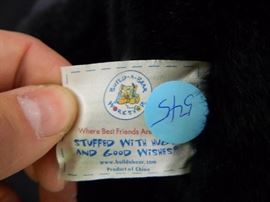 BUILD-A-BEAR
WORKSHOP
Where Best Friends Are
STUFFED WITH HUGS
AND GOOD WISHES!
www.buildabear.com
Product of China